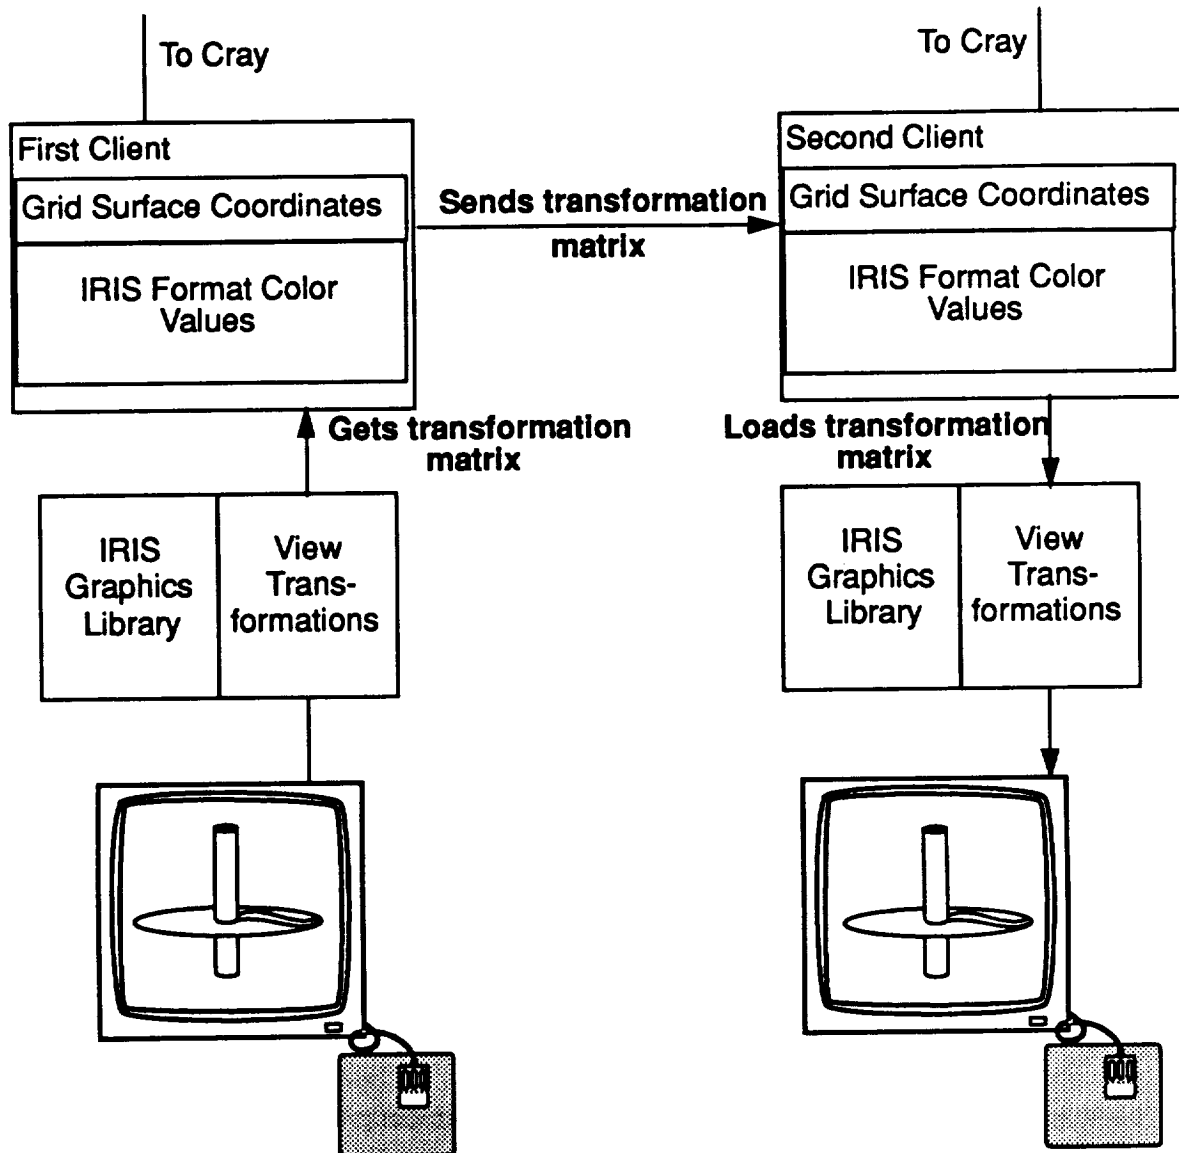 To Cray
To Cray
First Client
Grid Surface Coordinates
IRIS Format Color
Values
Sends transformation
matrix
Second Client
Grid Surface Coordinates
IRIS Format Color
Values
Gets transformation
matrix
Loads transformation
matrix
IRIS
Graphics
Library
View
Trans-
formations
IRIS
Graphics
Library
View
Trans-
formations